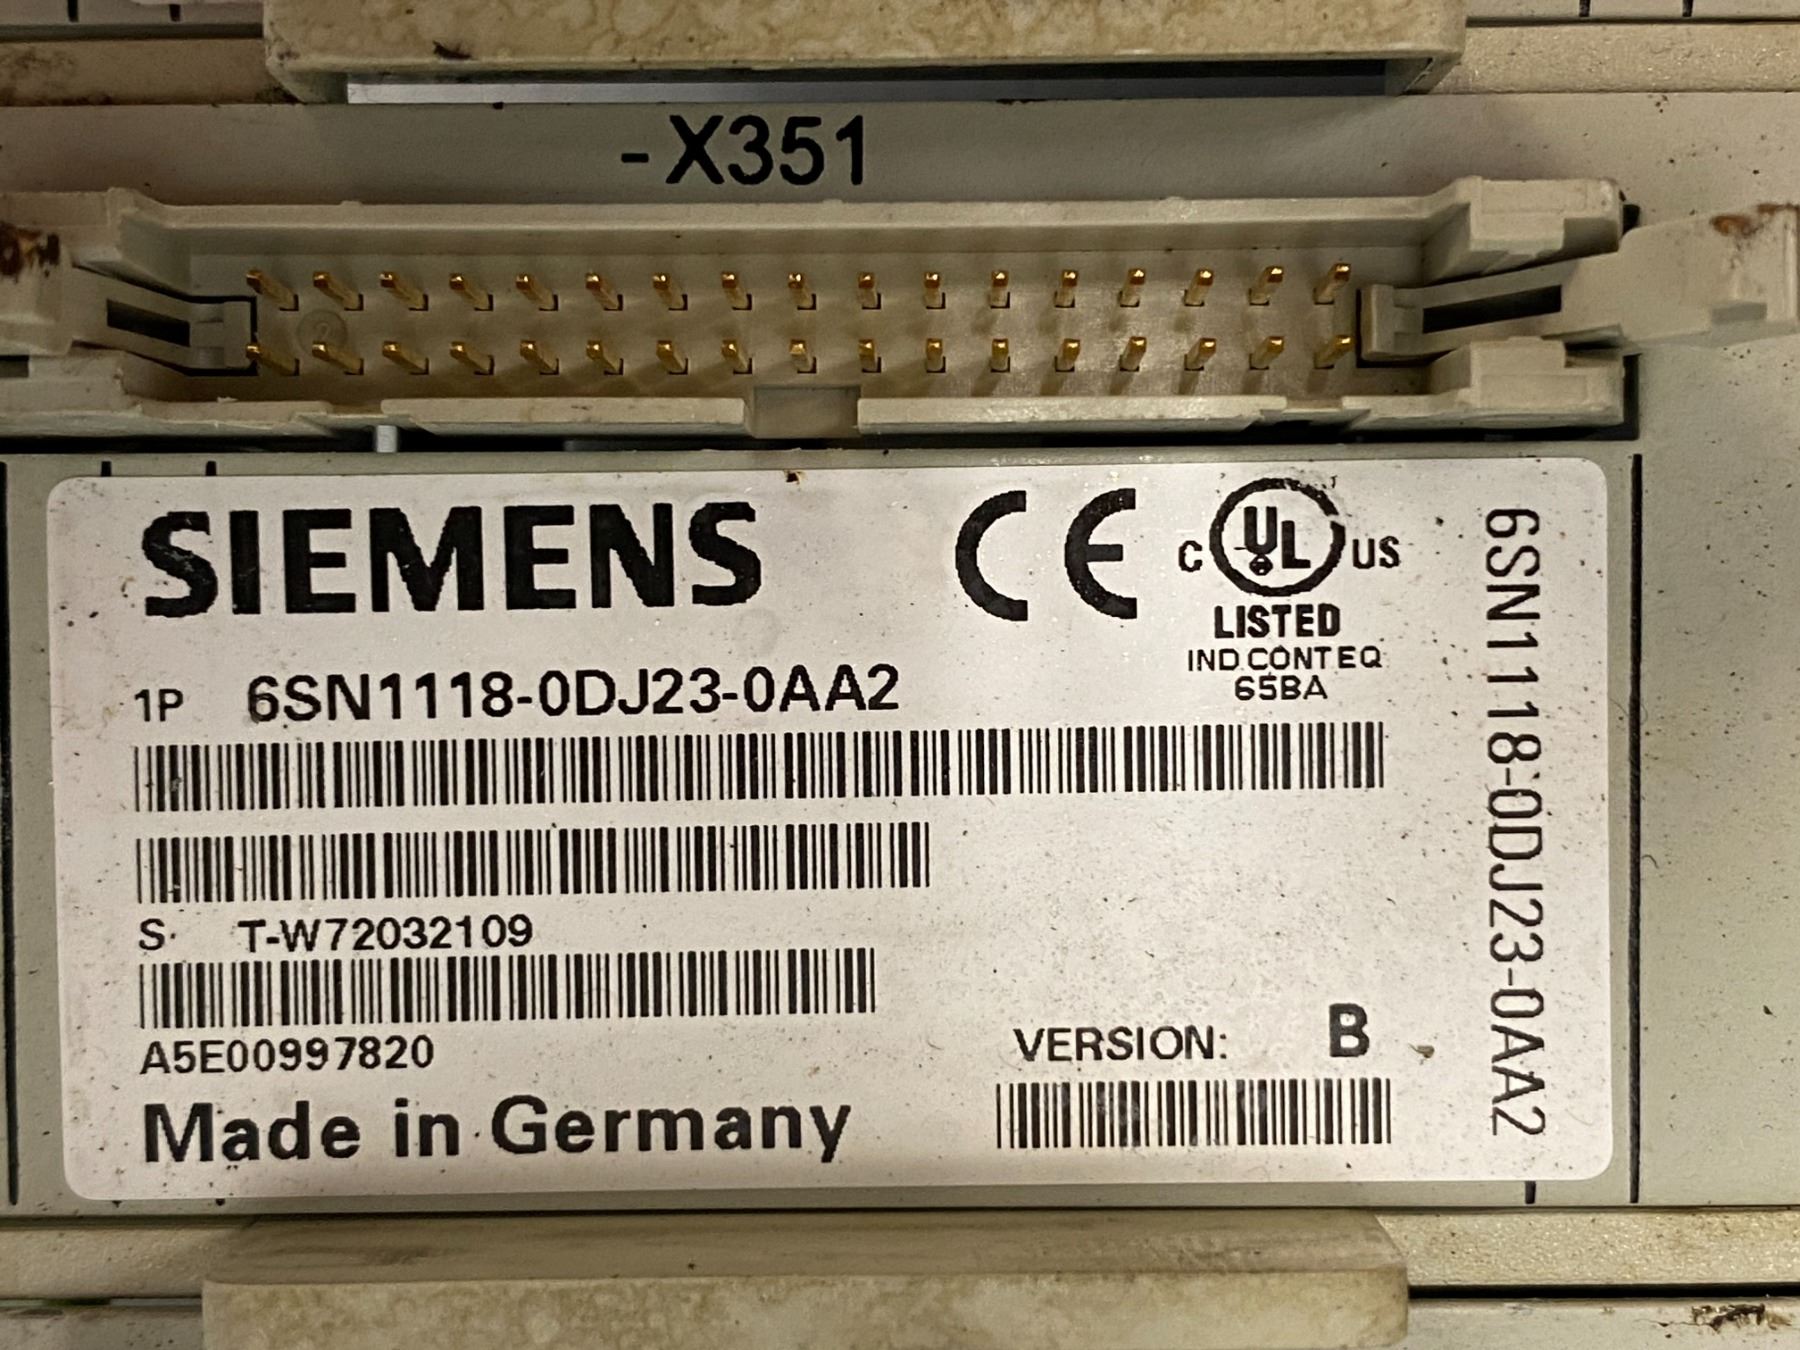 -X351
SIEMENS
CE
C UL US
LISTED
IND.CONT.EQ
65BA
1P 6SN1118-0DJ23-0AA2
S T-W72032109
A5E00997820
VERSION: B
Made in Germany
6SN1118-0DJ23-0AA2